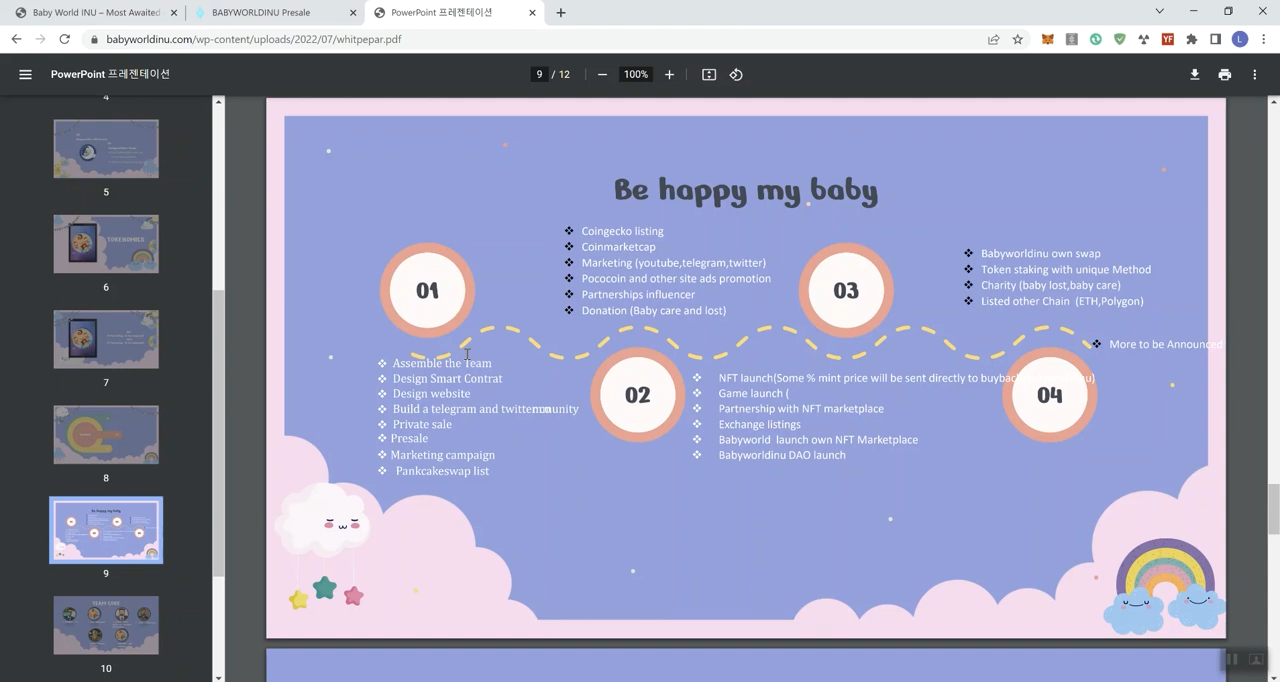 Baby World INU – Most Awaited
BABYWORLDINU Presale
PowerPoint 프레젠테이션
babyworldinu.com/wp-content/uploads/2022/07/whitpepar.pdf
YF
L
PowerPoint 프레젠테이션
9 / 12
100%
4
5
TOKENOMICS
6
7
8
9
10
Be happy my baby
01
Assemble the Team
Design Smart Contrat
Design website
Build a telegram and twitter
Private sale
Presale
Marketing campaign
Pankcakeswap list
Coingecko listing
Coinmarketcap
Marketing (youtube,telegram,twitter)
Pococoin and other site ads promotion
Partnerships influencer
Donation (Baby care and lost)
02
NFT launch(Some % mint price will be sent directly to
Game launch (
Partnership with NFT marketplace
Exchange listings
Babyworld launch own NFT Marketplace
Babyworldinu DAO launch
03
Babyworldinu own swap
Token staking with unique Method
Charity (baby lost,baby care)
Listed other Chain (ETH,Polygon)
04
More to be Announced